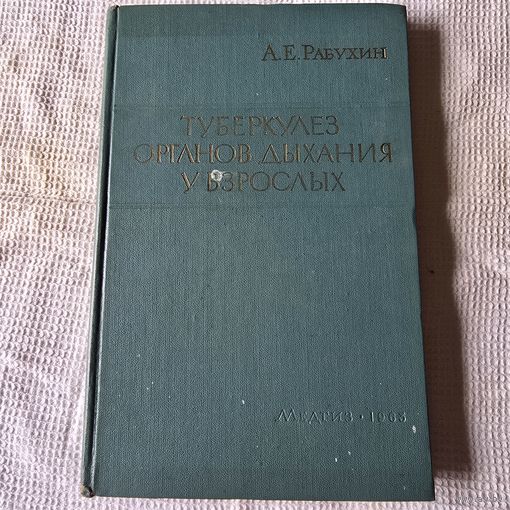 А.Е.РАБУХИН
ТУБЕРКУЛЕЗ
ОРГАНОВ ДЫХАНИЯ
У ВЗРОСЛЫХ
МЕДГИЗ • 1963